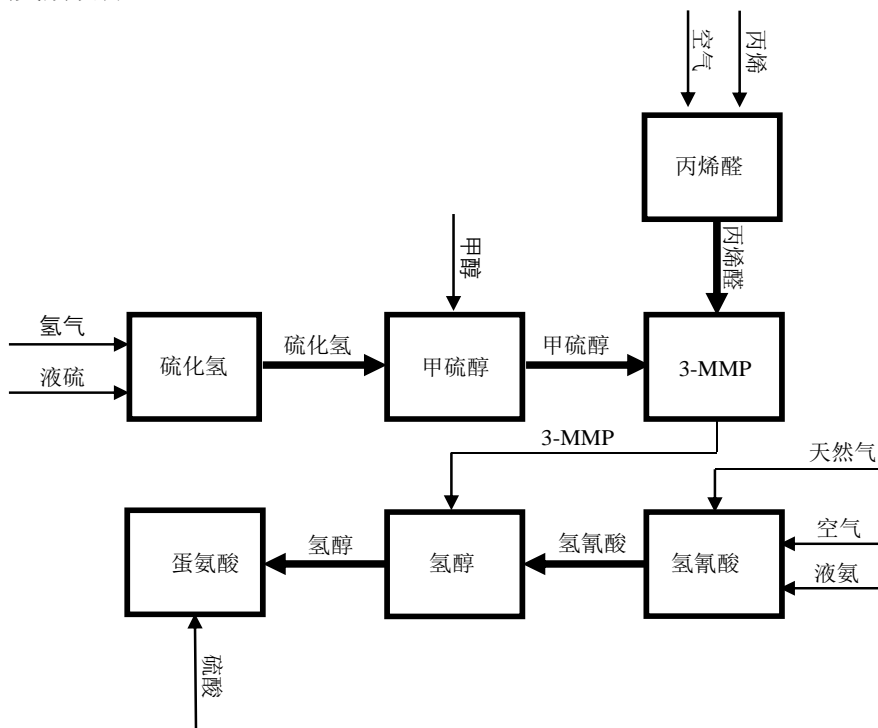 空气
丙烯
丙烯醛
丙烯醛
甲醇
氢气
液硫
硫化氢
硫化氢
甲硫醇
甲硫醇
3-MMP
3-MMP
天然气
空气
液氨
氢氰酸
氢氰酸
氢醇
氢醇
蛋氨酸
硫酸